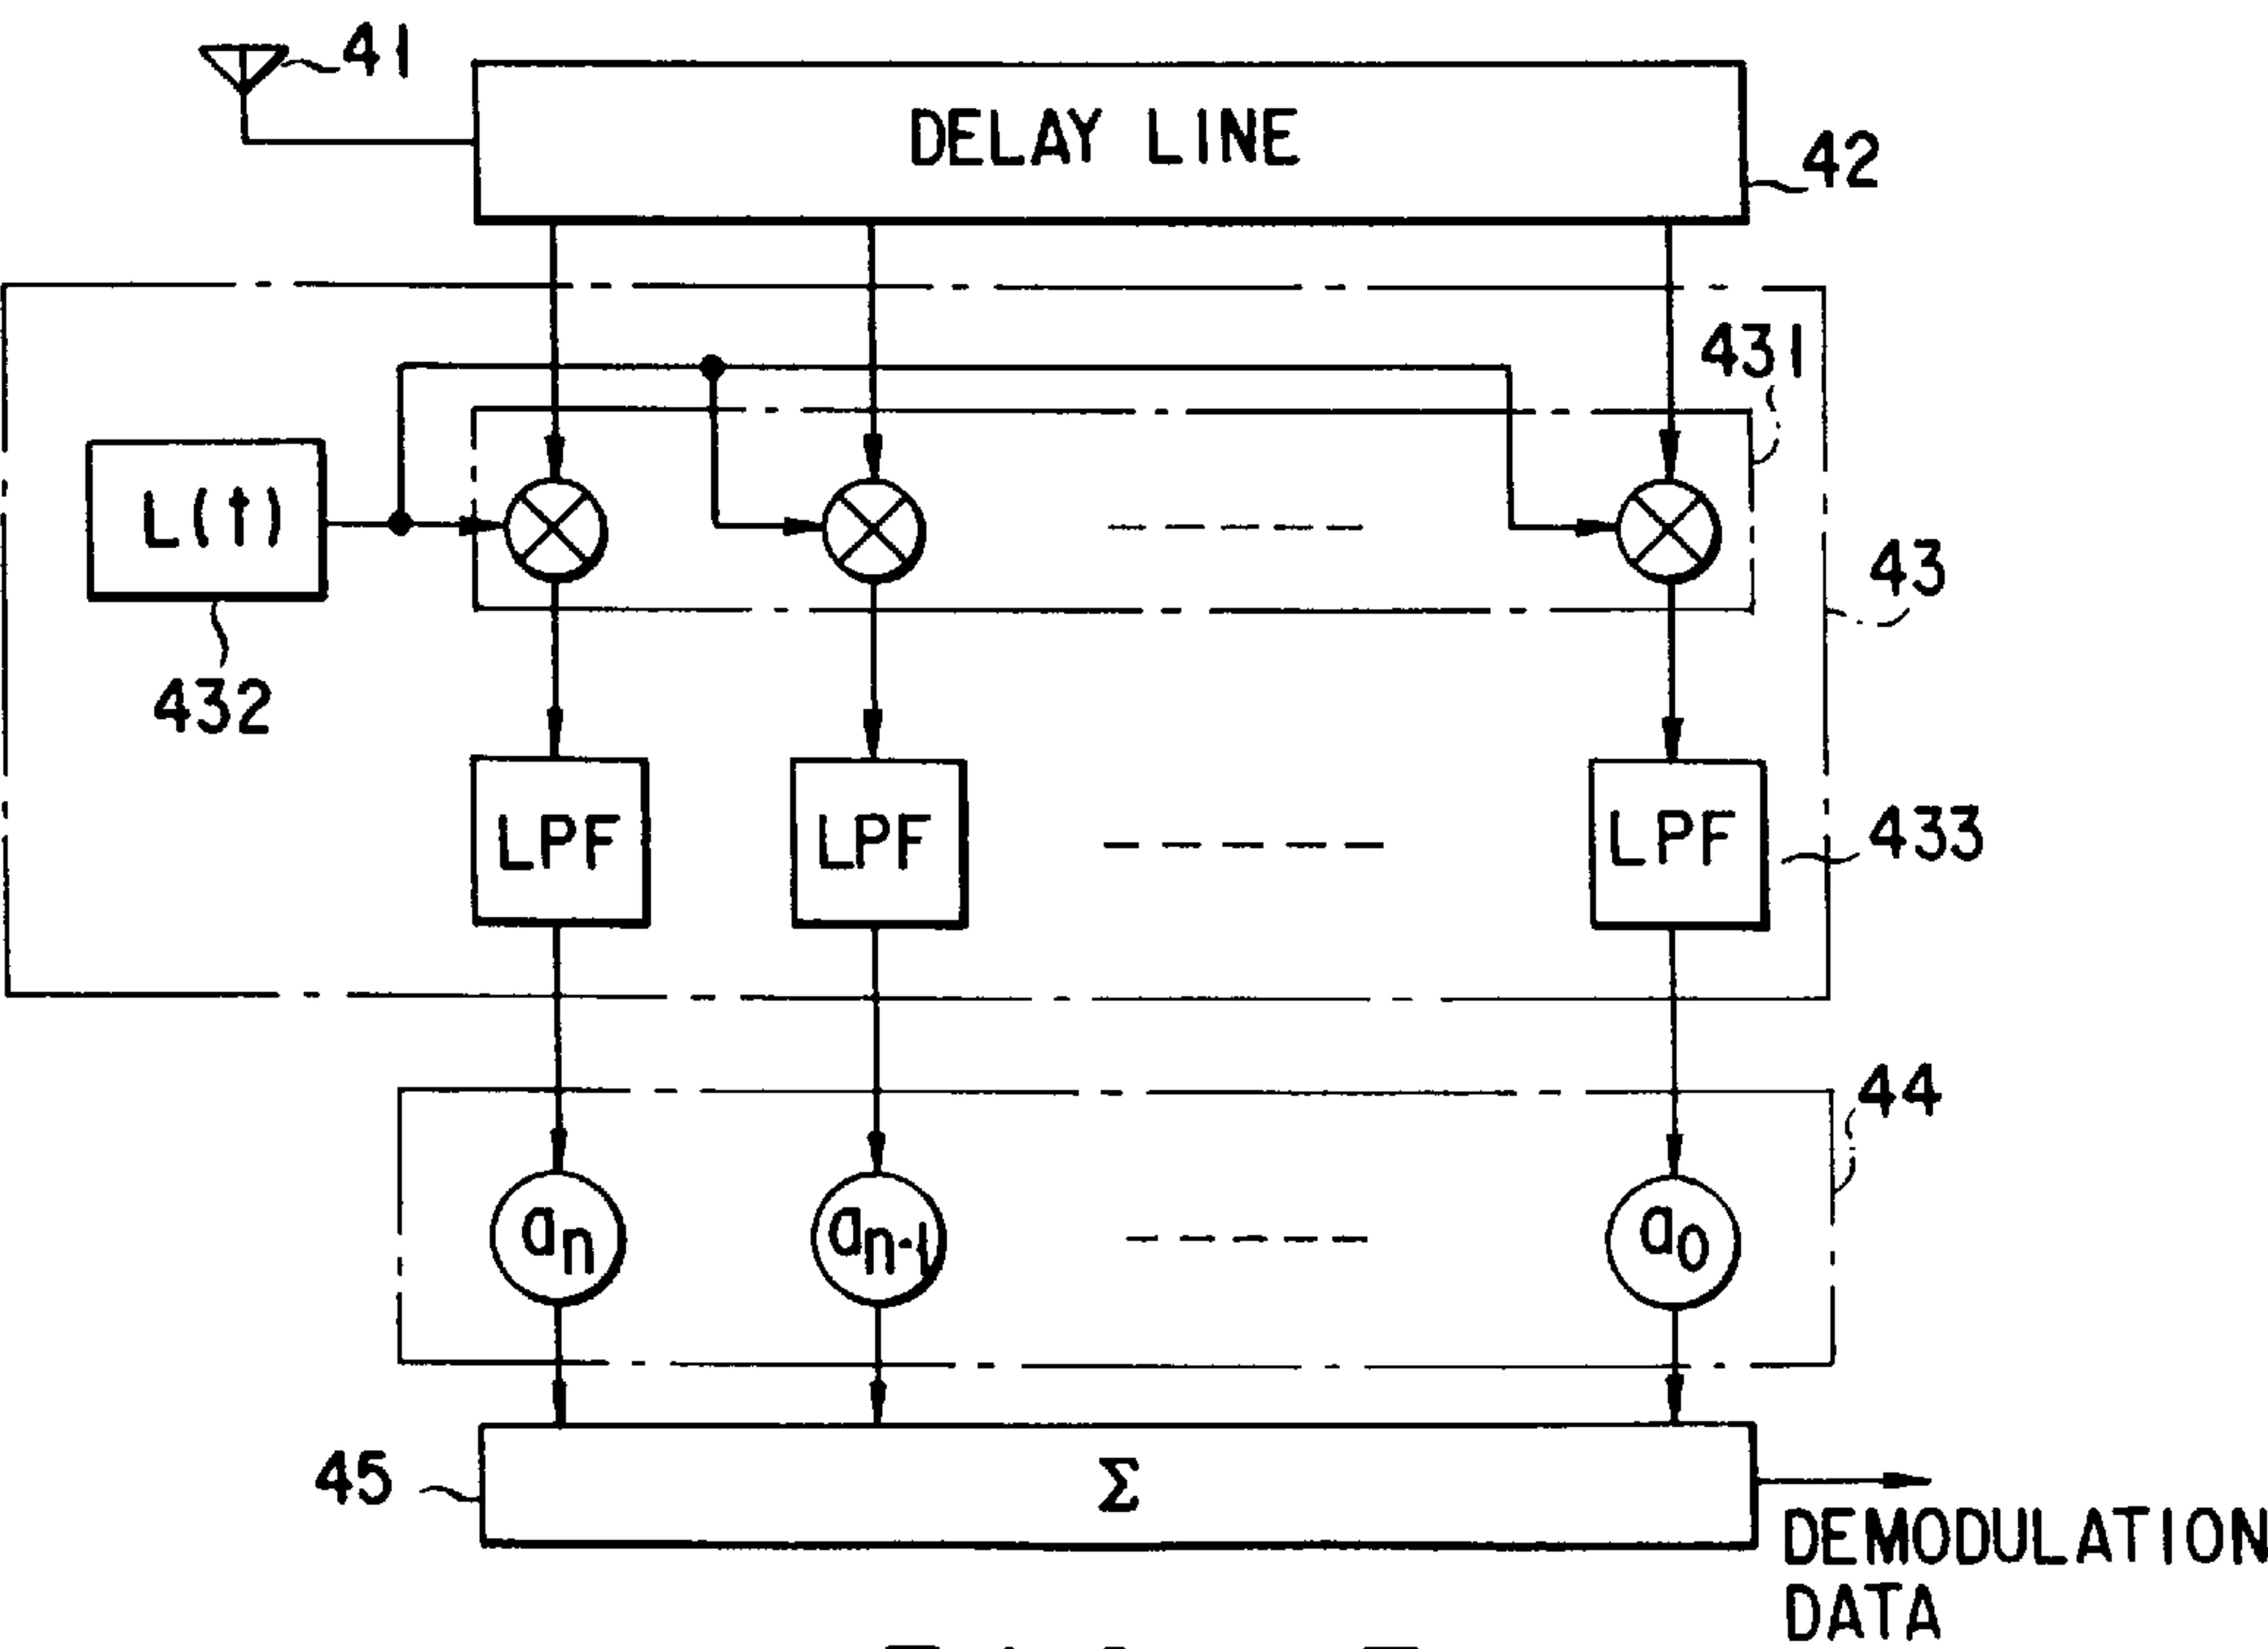 41
DELAY LINE
42
431
L(t)
43
432
LPF LPF LPF
433
44
an an-1 a0
45
Σ
DEMODULATION
DATA